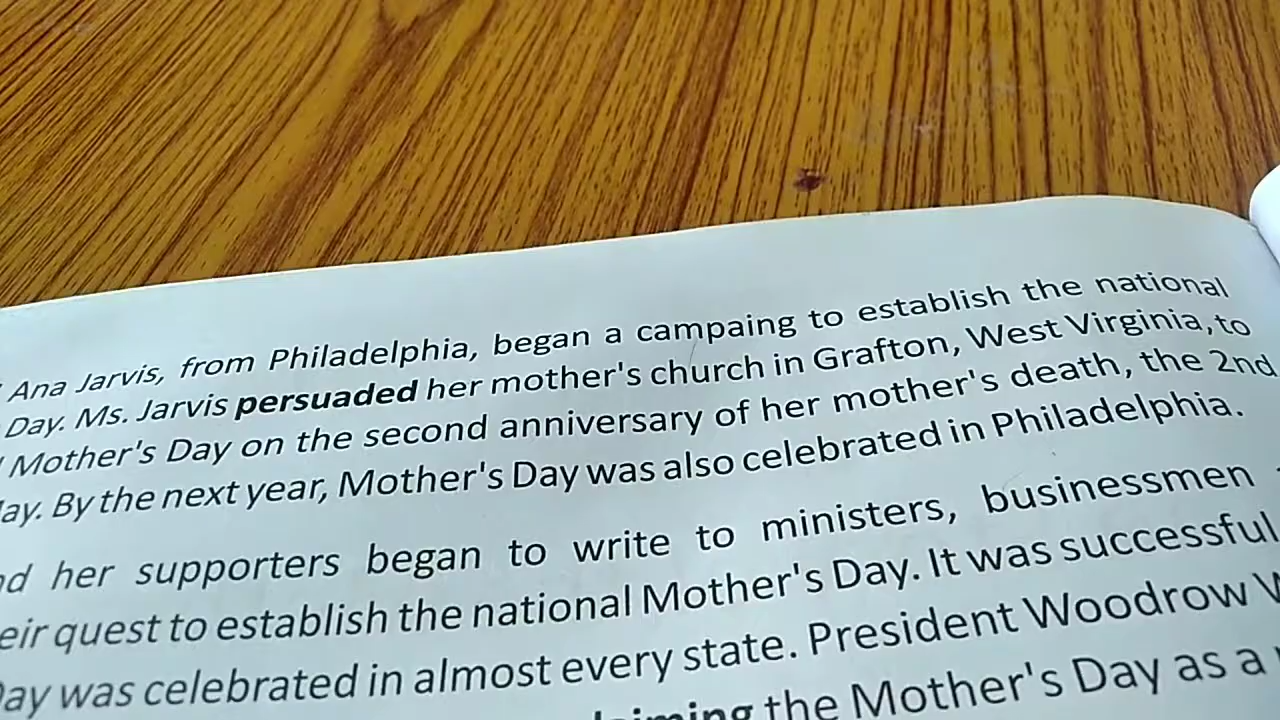 Ana Jarvis, from Philadelphia, began a campaing to establish the national
Day. Ms. Jarvis persuaded her mother's church in Grafton, West Virginia, to
Mother's Day on the second anniversary of her mother's death, the 2nd
By the next year, Mother's Day was also celebrated in Philadelphia.
her supporters began to write to ministers, businessmen
quest to establish the national Mother's Day. It was successful
was celebrated in almost every state. President Woodrow
the Mother's Day as a